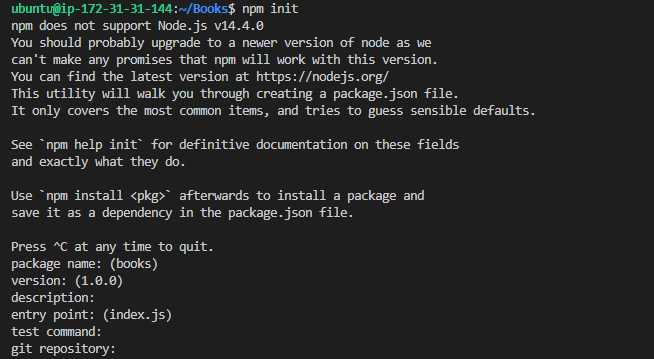 ubuntu@ip-172-31-31-144:~/Books$ npm init
npm does not support Node.js v14.4.0
You should probably upgrade to a newer version of node as we
can't make any promises that npm will work with this version.
You can find the latest version at https://nodejs.org/
This utility will walk you through creating a package.json file.
It only covers the most common items, and tries to guess sensible defaults.
See `npm help init` for definitive documentation on these fields
and exactly what they do.
Use `npm install <pkg>` afterwards to install a package and
save it as a dependency in the package.json file.
Press ^C at any time to quit.
package name: (books)
version: (1.0.0)
description:
entry point: (index.js)
test command:
git repository: